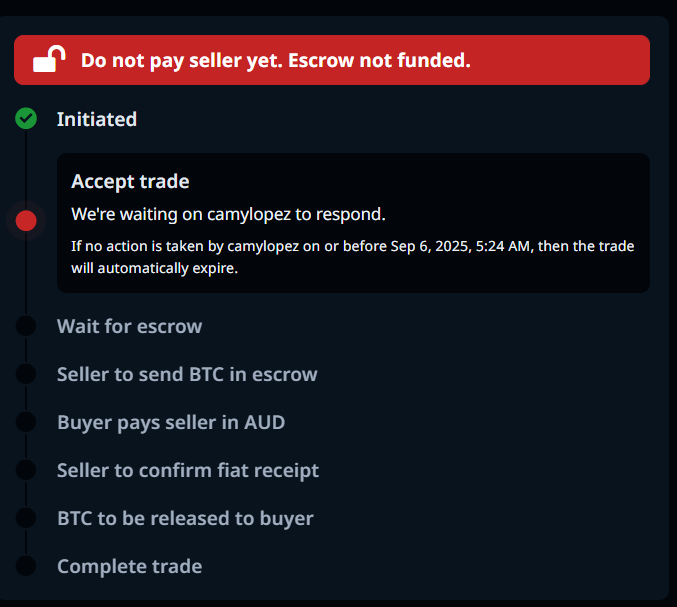 Do not pay seller yet. Escrow not funded.
Initiated
Accept trade
We're waiting on camylopez to respond.
If no action is taken by camylopez on or before Sep 6, 2025, 5:24 AM, then the trade
will automatically expire.
Wait for escrow
Seller to send BTC in escrow
Buyer pays seller in AUD
Seller to confirm fiat receipt
BTC to be released to buyer
Complete trade